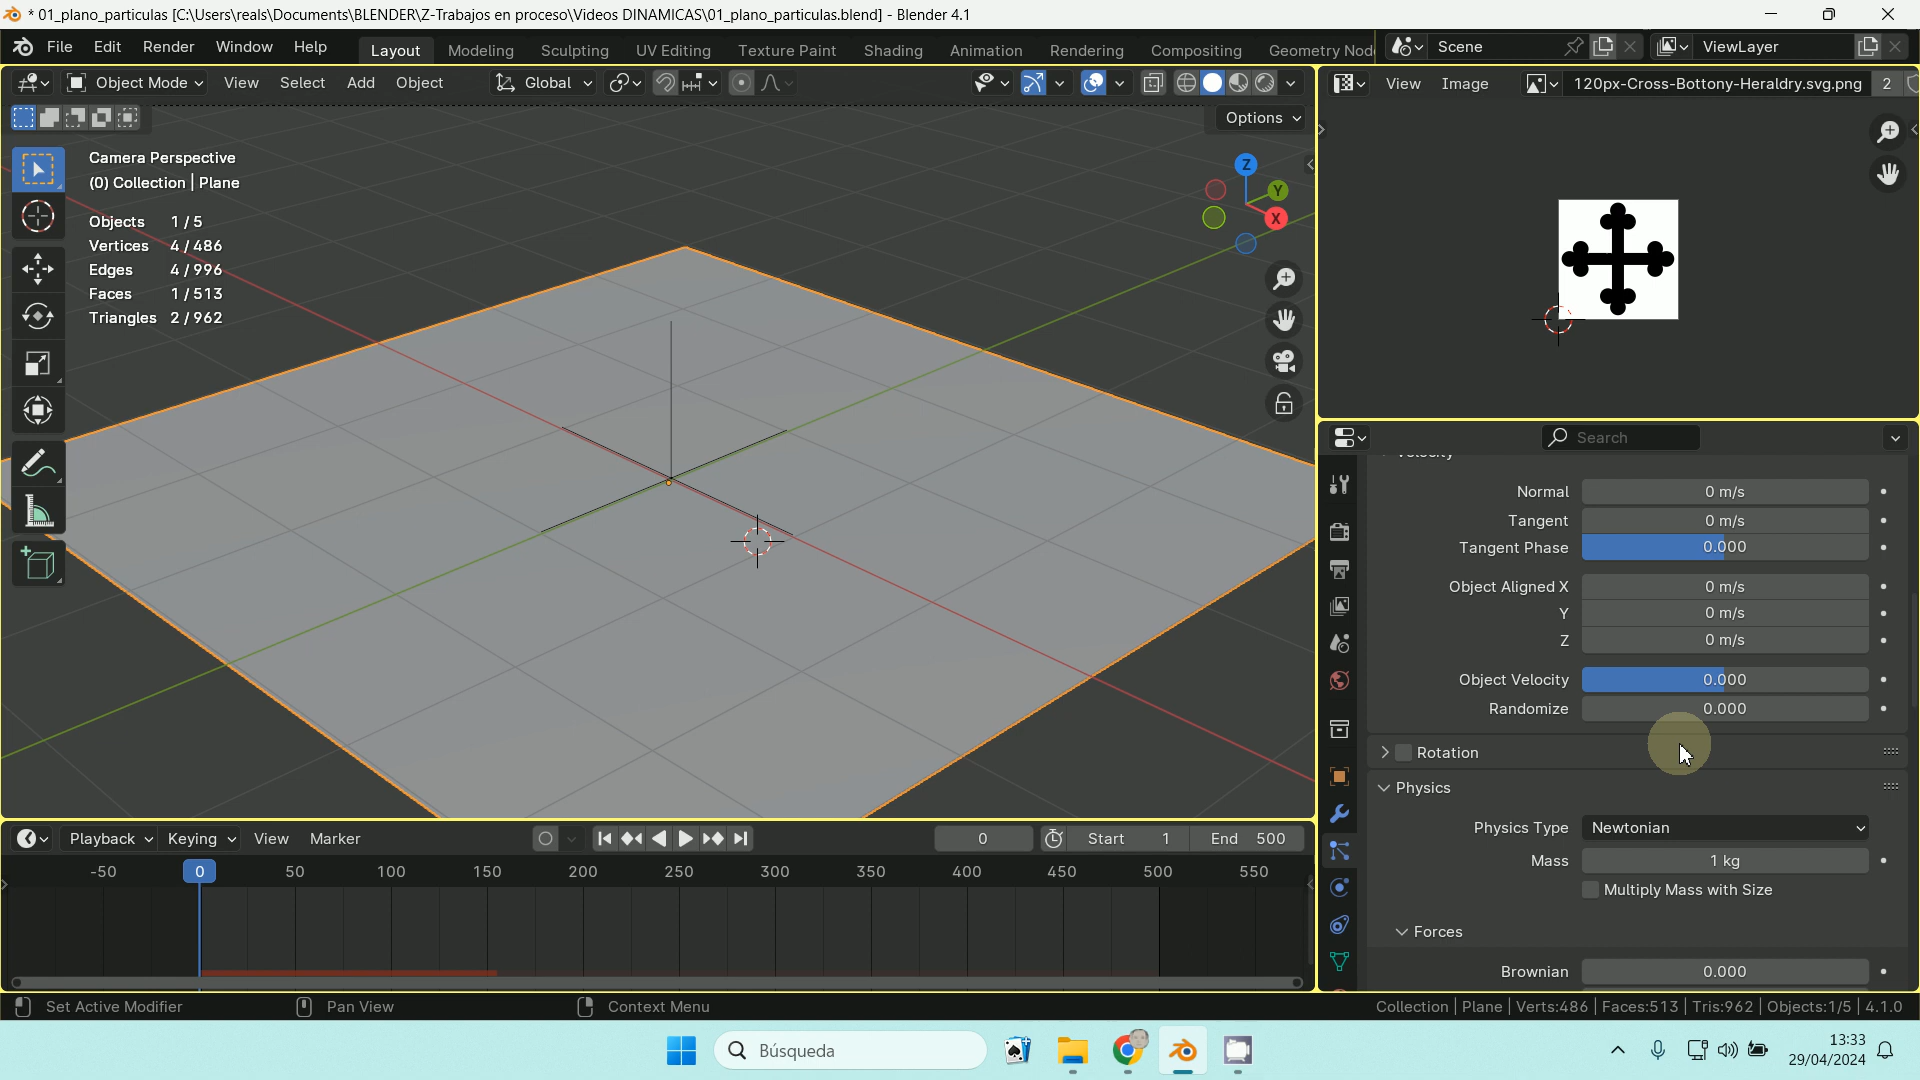 * 01_plano_particulas [C:\Users\reals\Documents\BLENDER\Z-Trabajos en proceso\Videos DINAMICAS\01_plano_particulas.blend] - Blender 4.1
File Edit Render Window Help Layout Modeling Sculpting UV Editing Texture Paint Shading Animation Rendering Compositing Geometry Nod Scene ViewLayer
Object Mode View Select Add Object Global
View Image 120px-Cross-Bottony-Heraldry.svg.png 2
Options
Camera Perspective
(0) Collection | Plane
Objects 1/5
Vertices 4/486
Edges 4/996
Faces 1/513
Triangles 2/962
Z
Y
X
Search
Velocity
Normal 0 m/s
Tangent 0 m/s
Tangent Phase 0.000
Object Aligned X 0 m/s
Y 0 m/s
Z 0 m/s
Object Velocity 0.000
Randomize 0.000
Rotation
Physics
Physics Type Newtonian
Mass 1 kg
Multiply Mass with Size
Forces
Brownian 0.000
Playback Keying View Marker 0 Start 1 End 500
-50 0 50 100 150 200 250 300 350 400 450 500 550
Set Active Modifier Pan View Context Menu
Collection | Plane | Verts:486 | Faces:513 | Tris:962 | Objects:1/5 | 4.1.0
Búsqueda
13:33
29/04/2024